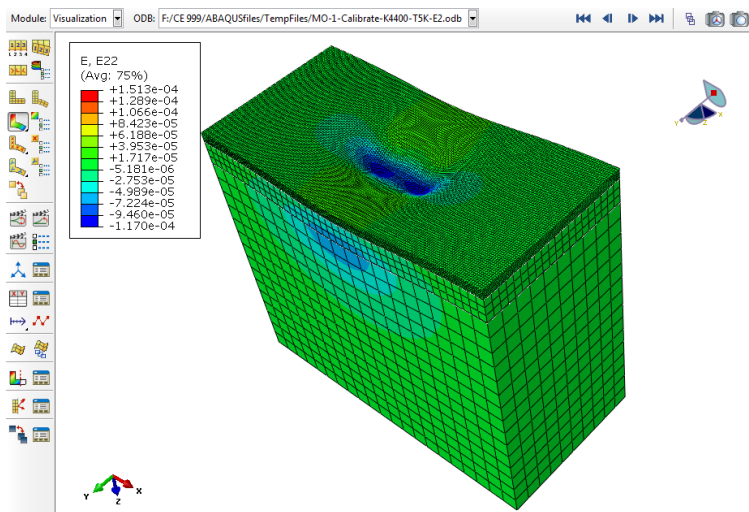 Module: Visualization ODB: F:/CE 999/ABAQUSfiles/TempFiles/MO-1-Calibrate-K4400-T5K-E2.odb
E, E22
(Avg: 75%)
+1.513e-04
+1.289e-04
+1.066e-04
+8.423e-05
+6.188e-05
+3.953e-05
+1.717e-05
-5.181e-06
-2.753e-05
-4.989e-05
-7.224e-05
-9.460e-05
-1.170e-04
Y Z X
Y Z X